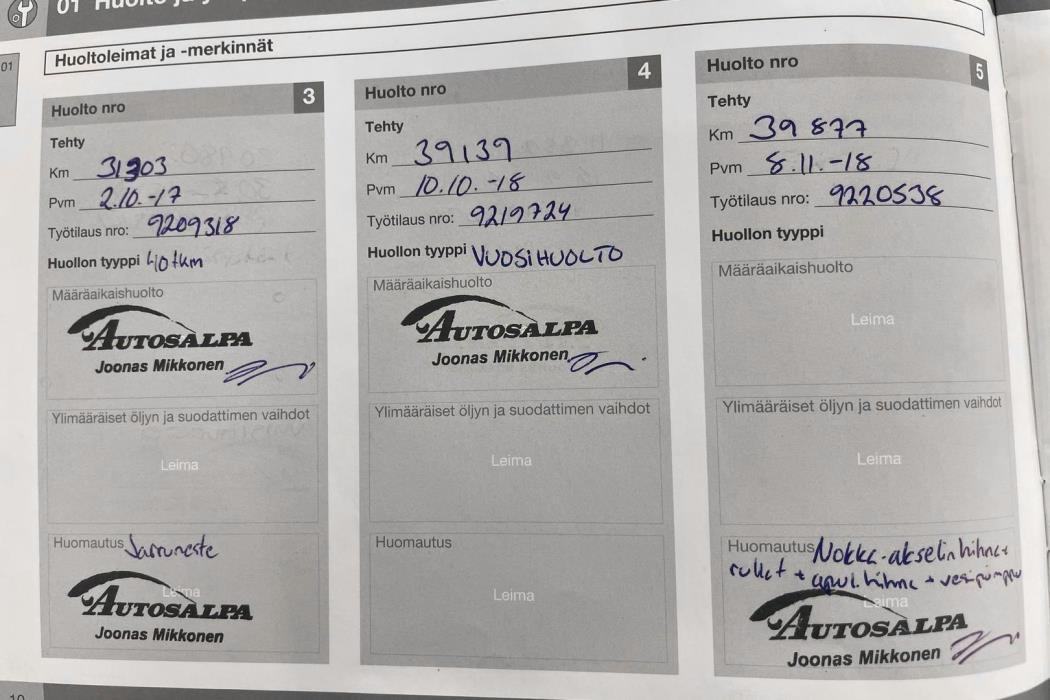 01
Huoltoleimat ja -merkinnät
01
Huolto nro 3
Tehty
Km 31303
Pvm 2.10.-17
Työtilaus nro: 9209318
Huollon tyyppi 40tkm
Määräaikaishuolto
AUTOSALPA
Joonas Mikkonen
Ylimääräiset öljyn ja suodattimen vaihdot
Leima
Huomautus Jarruneste
Leima
AUTOSALPA
Joonas Mikkonen
Huolto nro 4
Tehty
Km 39139
Pvm 10.10.-18
Työtilaus nro: 9219724
Huollon tyyppi VUOSIHUOLTO
Määräaikaishuolto
AUTOSALPA
Joonas Mikkonen
Ylimääräiset öljyn ja suodattimen vaihdot
Leima
Huomautus
Leima
Huolto nro 5
Tehty
Km 39877
Pvm 8.11.-18
Työtilaus nro: 9220538
Huollon tyyppi
Määräaikaishuolto
Leima
Ylimääräiset öljyn ja suodattimen vaihdot
Leima
Huomautus Nokka-akselin hihna+
rullat + apul.hihna + vesipumppu
Leima
AUTOSALPA
Joonas Mikkonen